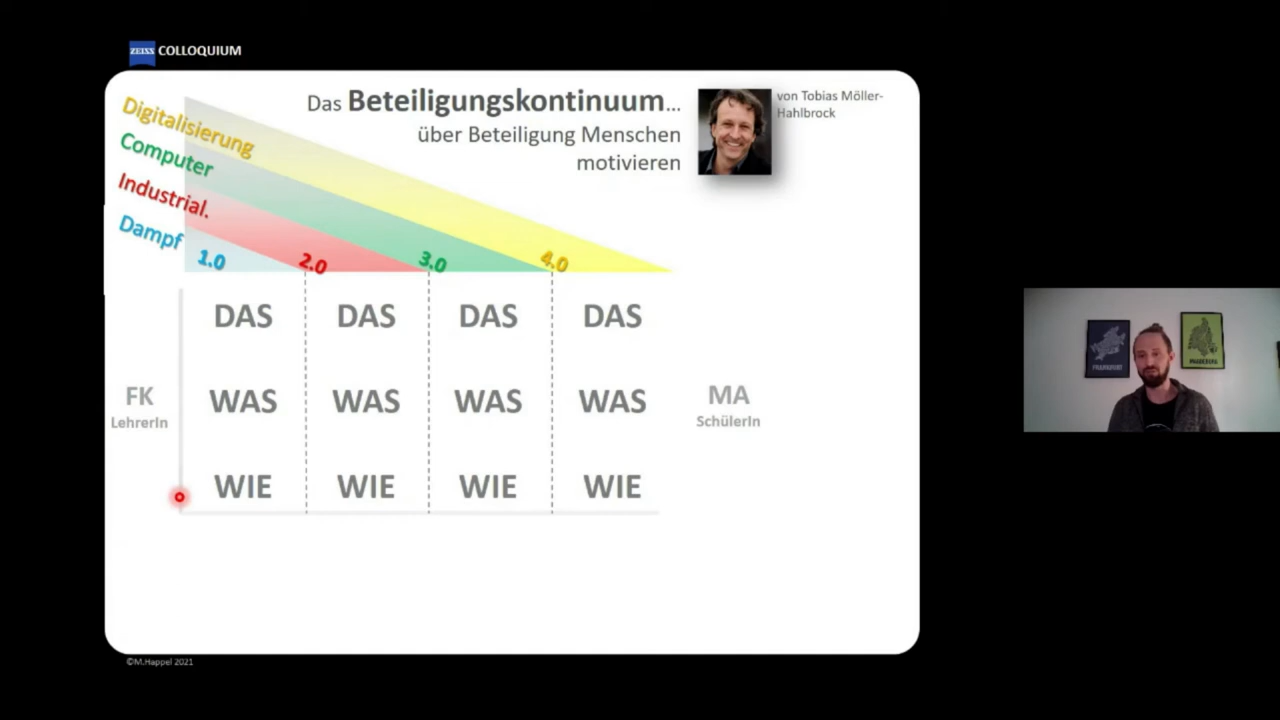 ZEISS COLLOQUIUM
Das Beteiligungskontinuum...
über Beteiligung Menschen
motivieren
von Tobias Möller-
Hahlbrock
Digitalisierung
Computer
Industrial.
Dampf
1.0 2.0 3.0 4.0
DAS DAS DAS DAS
FK
LehrerIn
WAS WAS WAS WAS
MA
SchülerIn
WIE WIE WIE WIE
©M.Happel 2021
FRANKFURT
MARBURG